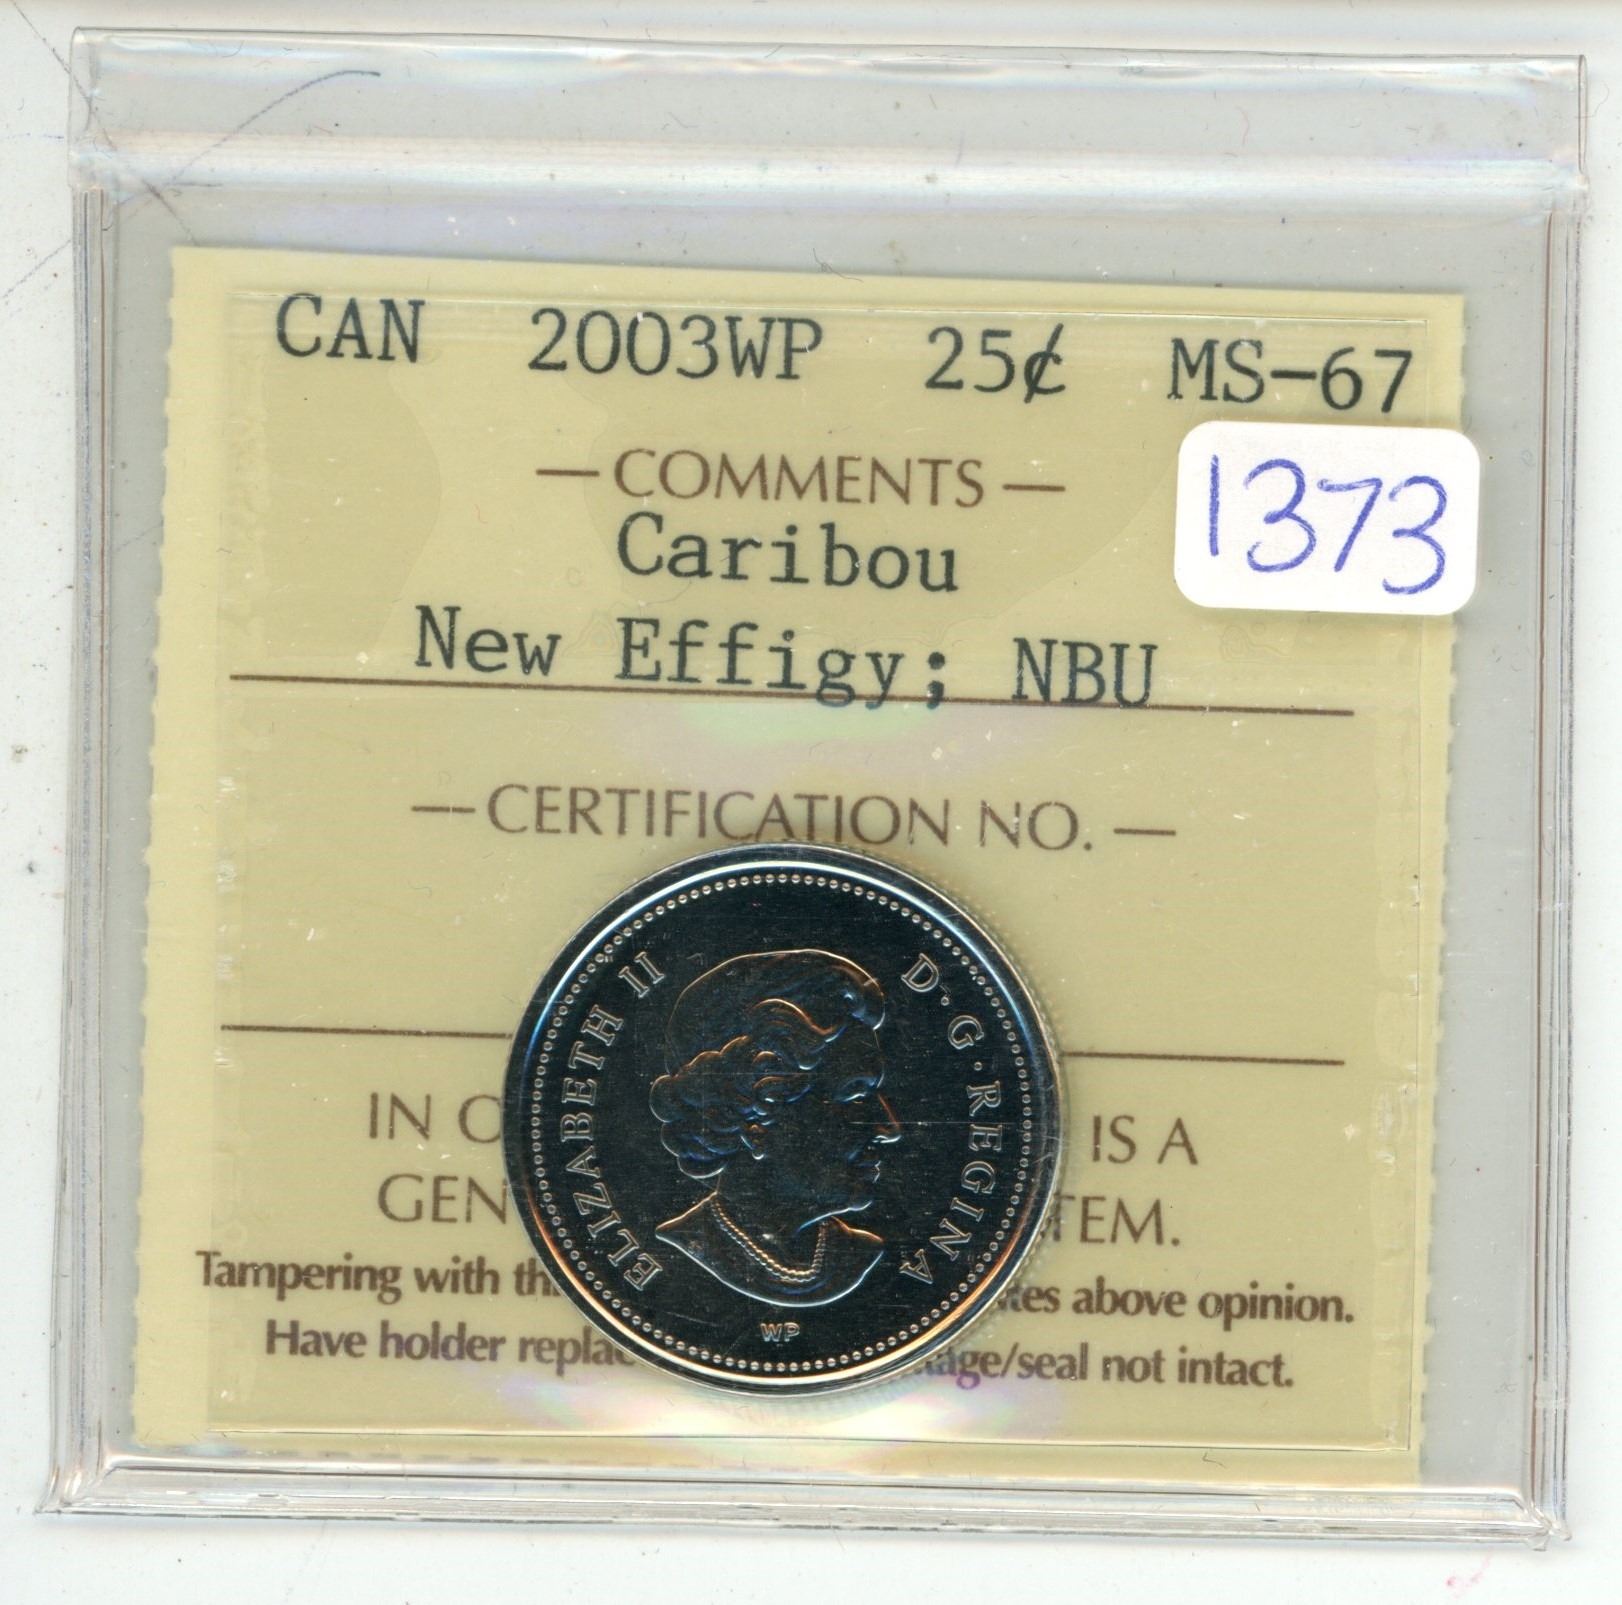 CAN 2003WP 25¢ MS-67
— COMMENTS —
1373
Caribou
New Effigy; NBU
— CERTIFICATION NO. —
ELIZABETH II D·G·REGINA
WP
IN O IS A
GEN TEM.
Tampering with th tes above opinion.
Have holder replac age/seal not intact.